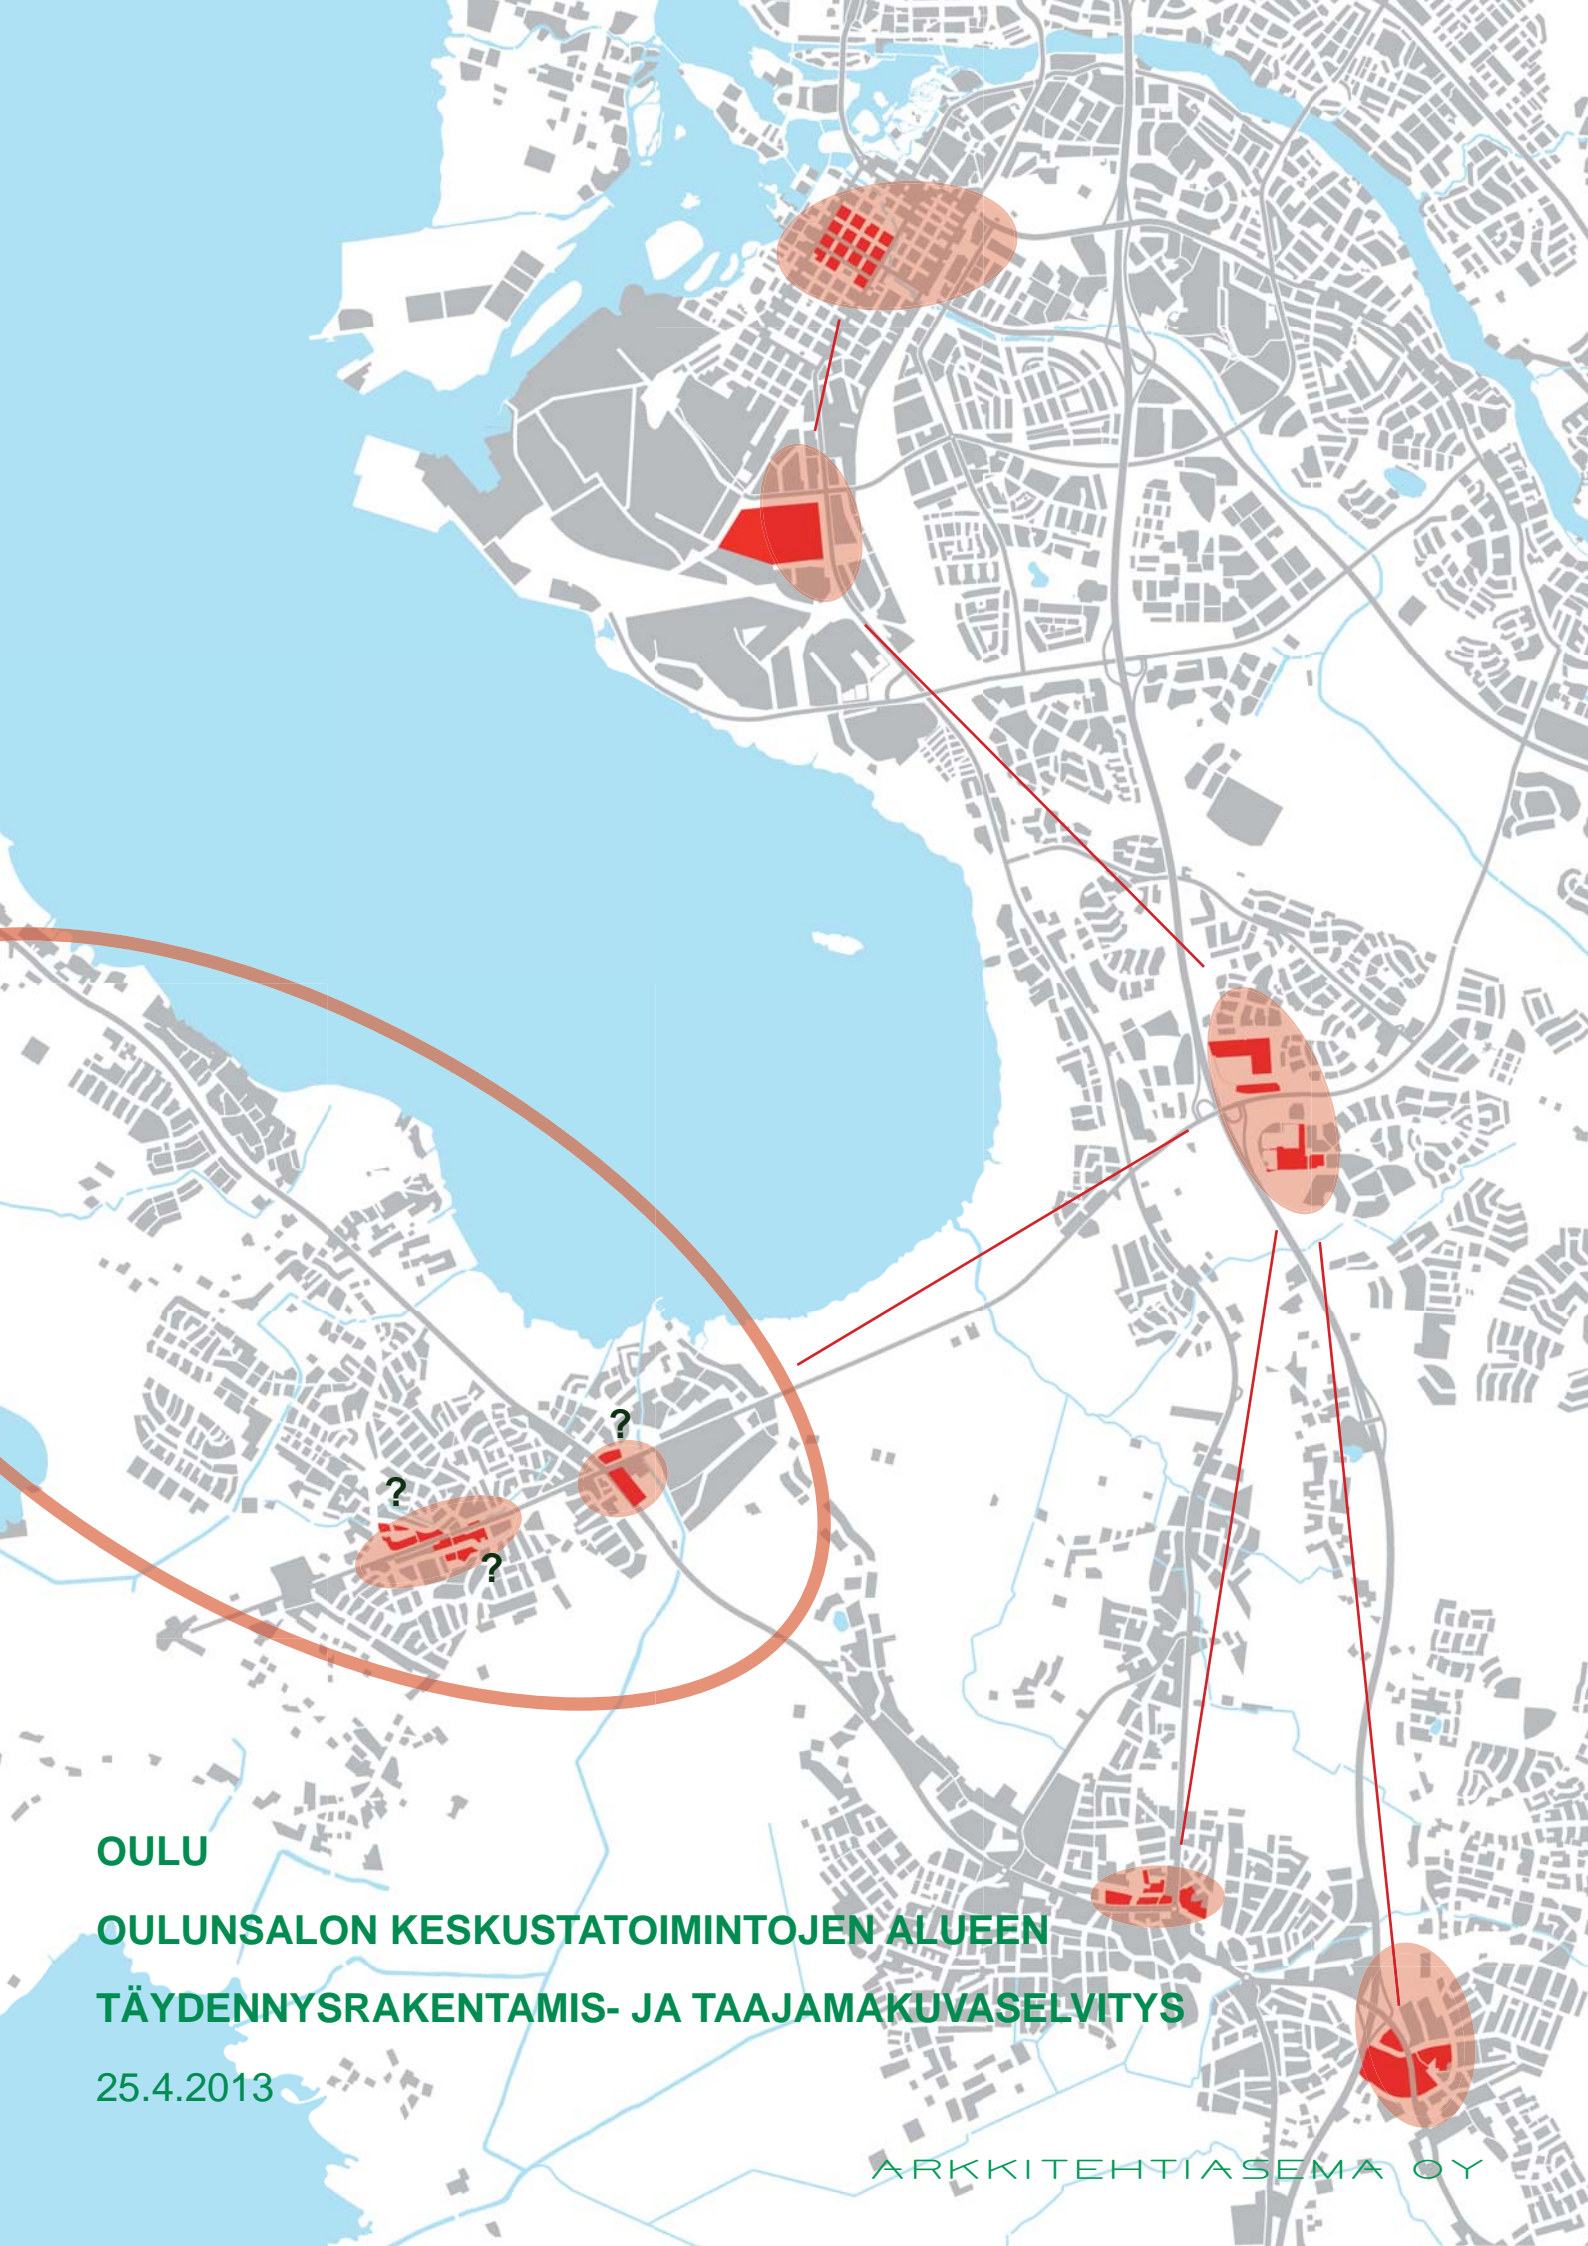 ?
?
?
OULU
OULUNSALON KESKUSTATOIMINTOJEN ALUEEN
TÄYDENNYSRAKENTAMIS- JA TAAJAMAKUVASELVITYS
25.4.2013
ARKKITEHTIASEMA OY